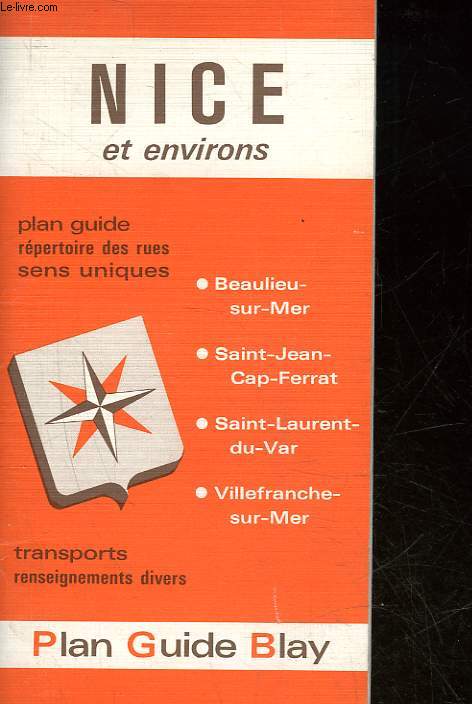 Le-livre.com
NICE
et environs
plan guide
répertoire des rues
sens uniques
Beaulieu-
sur-Mer
Saint-Jean-
Cap-Ferrat
Saint-Laurent-
du-Var
Villefranche-
sur-Mer
transports
renseignements divers
Plan Guide Blay